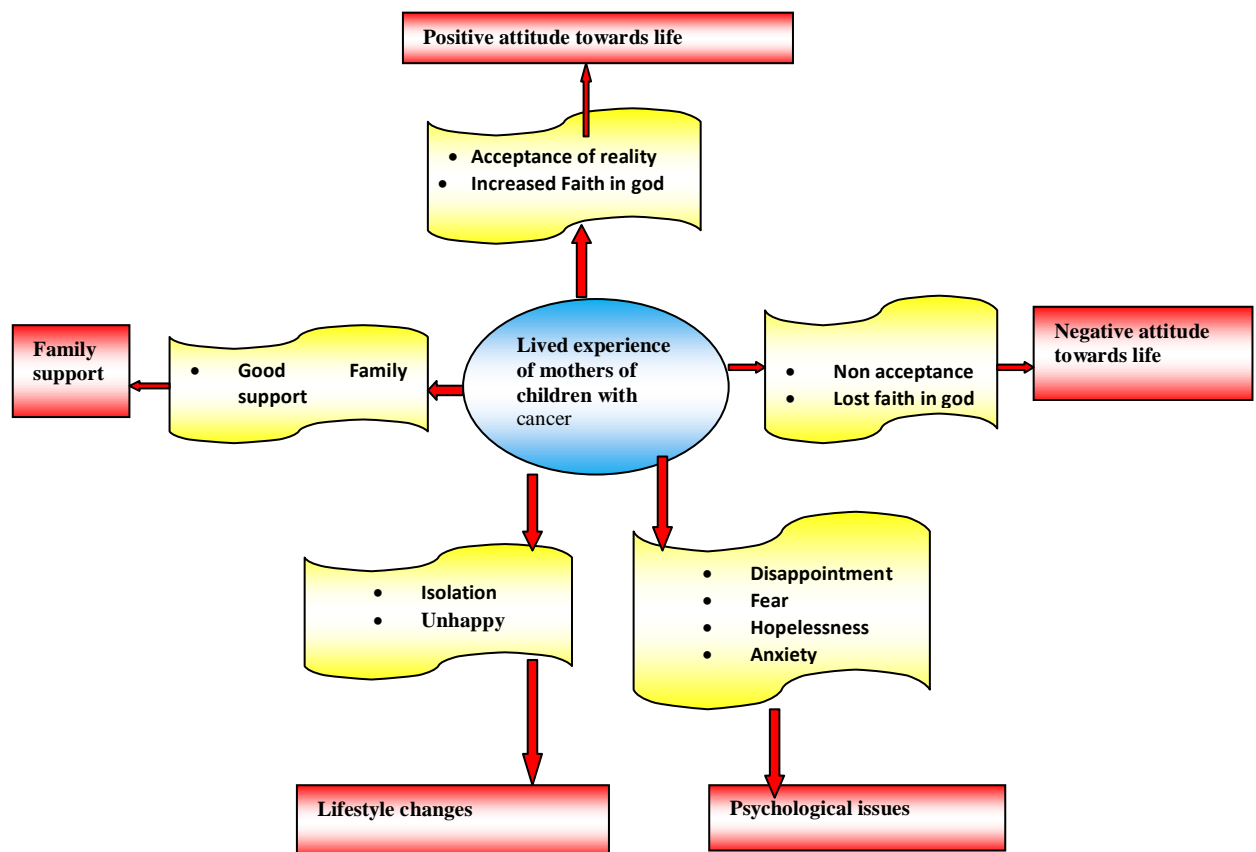 Positive attitude towards life
• Acceptance of reality
• Increased Faith in god
Family
support
• Good Family
support
Lived experience
of mothers of
children with
cancer
• Non acceptance
• Lost faith in god
Negative attitude
towards life
• Isolation
• Unhappy
• Disappointment
• Fear
• Hopelessness
• Anxiety
Lifestyle changes
Psychological issues